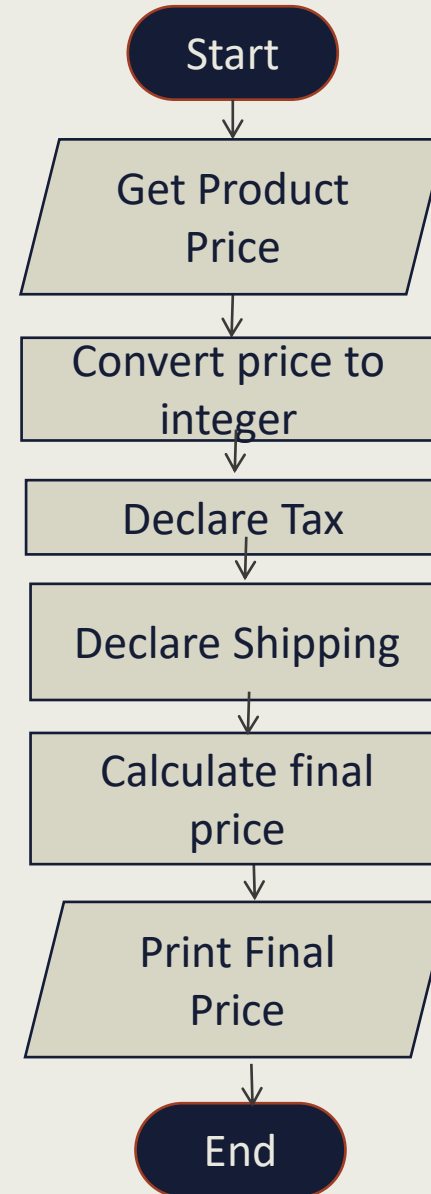 Start
Get Product
Price
Convert price to
integer
Declare Tax
Declare Shipping
Calculate final
price
Print Final
Price
End